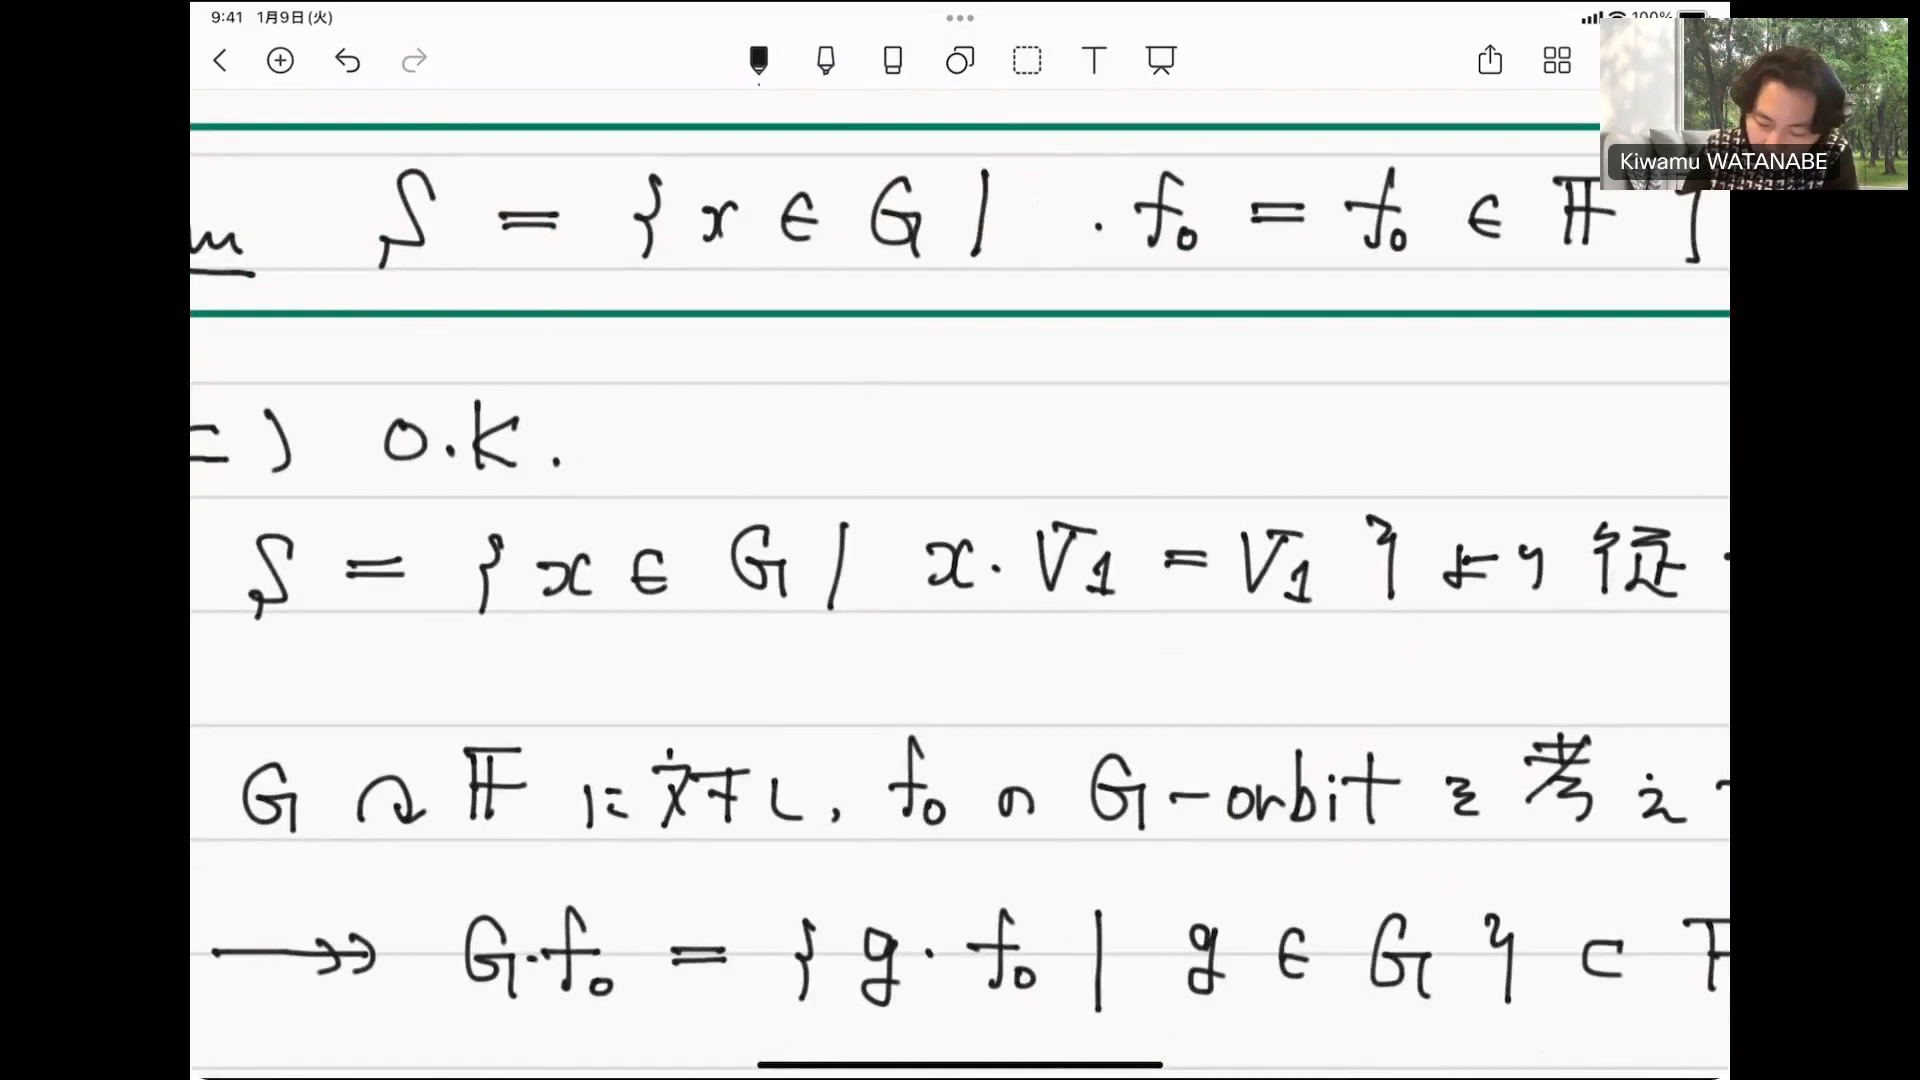 9:41 1月9日(火) 100%
Kiwamu WATANABE
S = { x ∈ G | . f₀ = f₀ ∈ 𝔽 }
=) O.K.
S = { x ∈ G | x. V₁ = V₁ } より 従
G ↷ 𝔽 に対し, f₀ の G-orbit を 考え
→→ G.f₀ = { g . f₀ | g ∈ G } ⊂ F